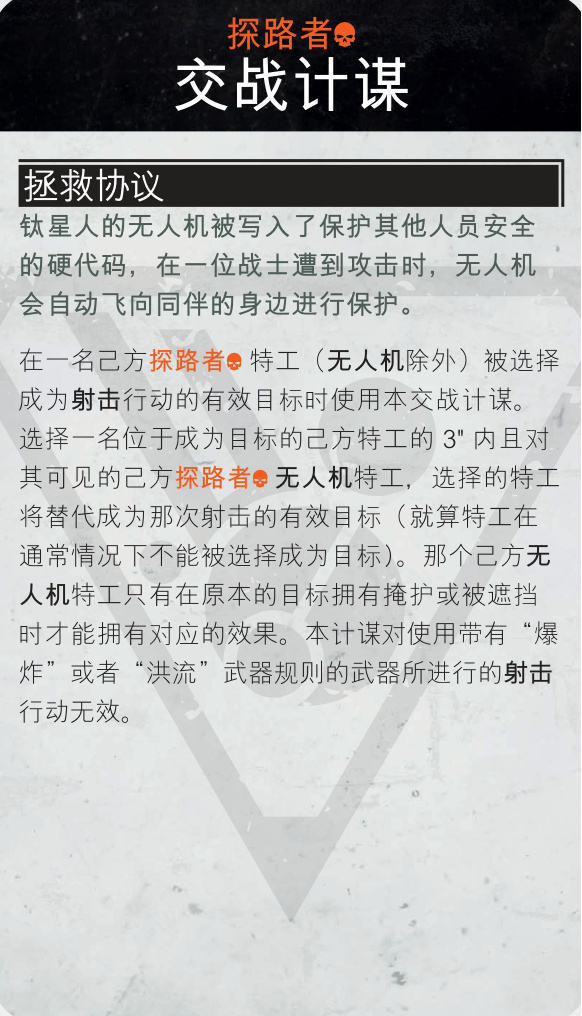 探路者
交战计谋
拯救协议
钛星人的无人机被写入了保护其他人员安全
的硬代码，在一位战士遭到攻击时，无人机
会自动飞向同伴的身边进行保护。
在一名己方探路者 特工（无人机除外）被选择
成为射击行动的有效目标时使用本交战计谋。
选择一名位于成为目标的己方特工的 3" 内且对
其可见的己方探路者 无人机特工，选择的特工
将替代成为那次射击的有效目标（就算特工在
通常情况下不能被选择成为目标）。那个己方无
人机特工只有在原本的目标拥有掩护或被遮挡
时才能拥有对应的效果。本计谋对使用带有“爆
炸”或者“洪流”武器规则的武器所进行的射击
行动无效。